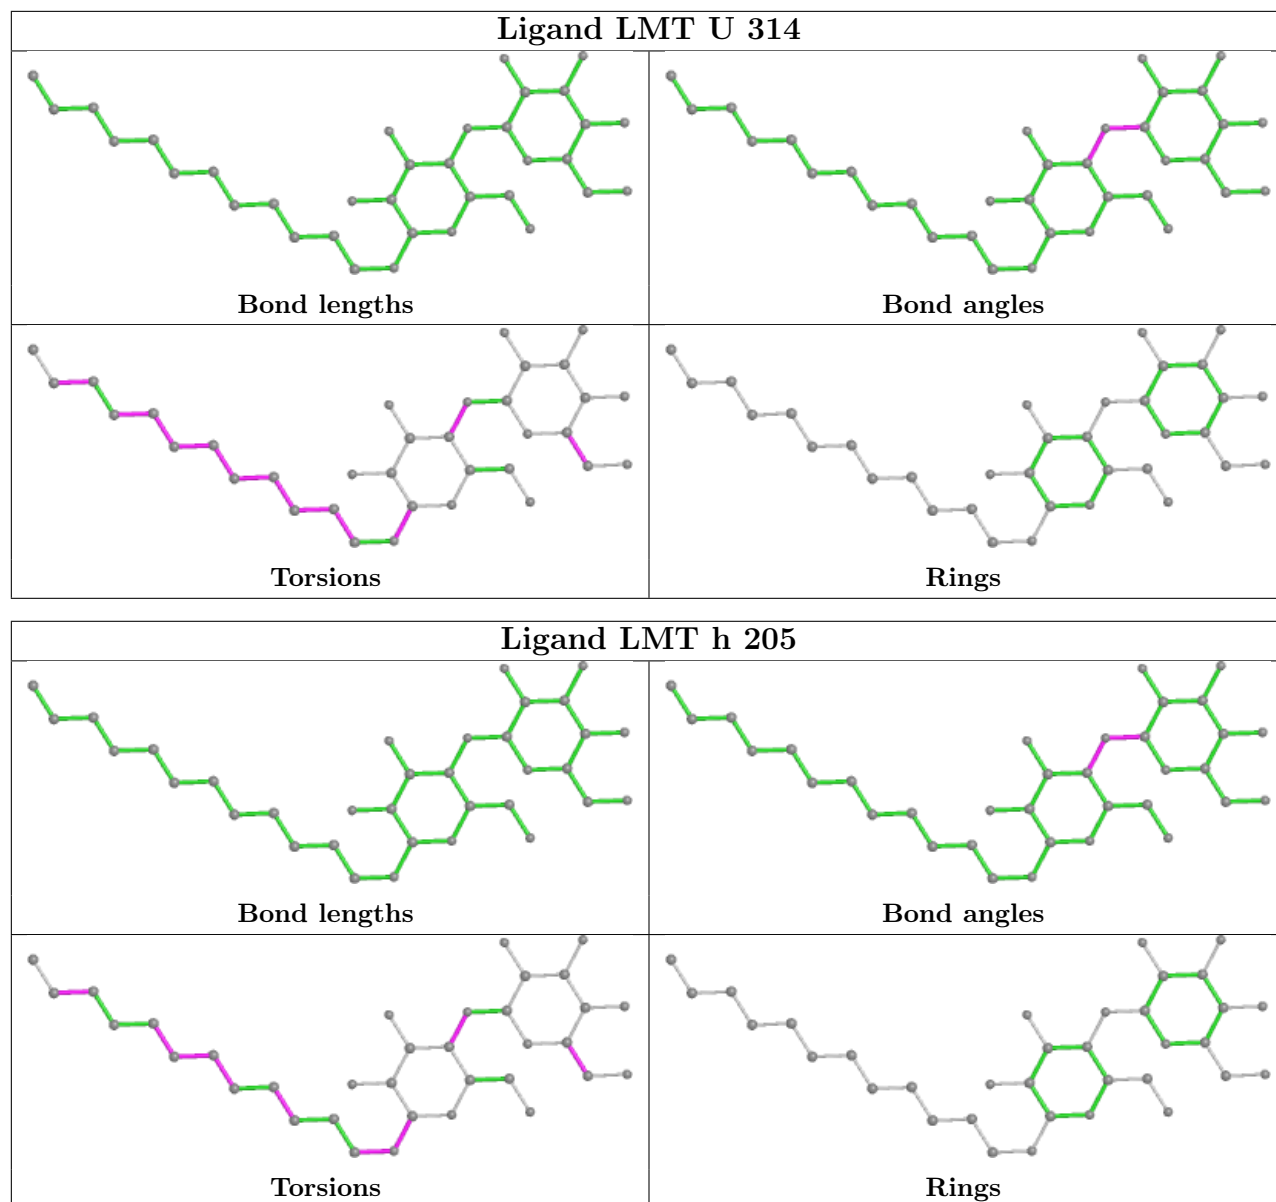 Ligand LMT U 314
Bond lengths
Bond angles
Torsions
Rings
Ligand LMT h 205
Bond lengths
Bond angles
Torsions
Rings